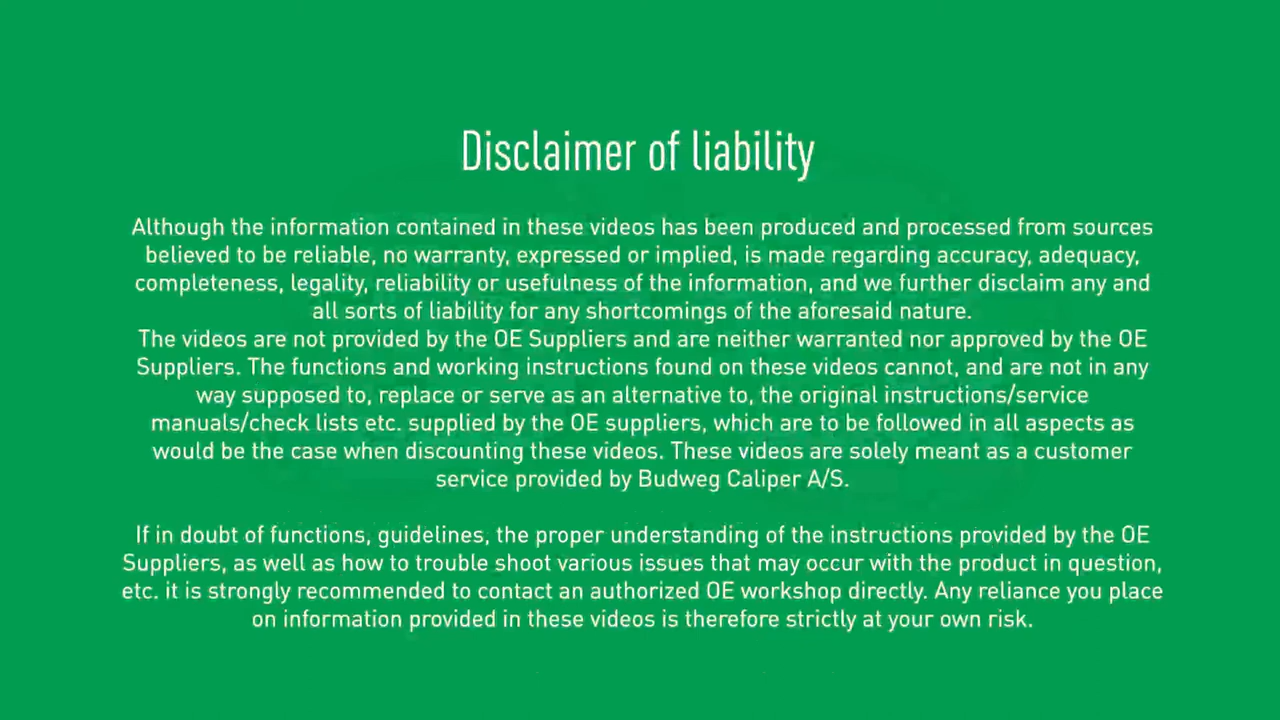 Disclaimer of liability
Although the information contained in these videos has been produced and processed from sources
believed to be reliable, no warranty, expressed or implied, is made regarding accuracy, adequacy,
completeness, legality, reliability or usefulness of the information, and we further disclaim any and
all sorts of liability for any shortcomings of the aforesaid nature.
The videos are not provided by the OE Suppliers and are neither warranted nor approved by the OE
Suppliers. The functions and working instructions found on these videos cannot, and are not in any
way supposed to, replace or serve as an alternative to, the original instructions/service
manuals/check lists etc. supplied by the OE suppliers, which are to be followed in all aspects as
would be the case when discounting these videos. These videos are solely meant as a customer
service provided by Budweg Caliper A/S.
If in doubt of functions, guidelines, the proper understanding of the instructions provided by the OE
Suppliers, as well as how to trouble shoot various issues that may occur with the product in question,
etc. it is strongly recommended to contact an authorized OE workshop directly. Any reliance you place
on information provided in these videos is therefore strictly at your own risk.